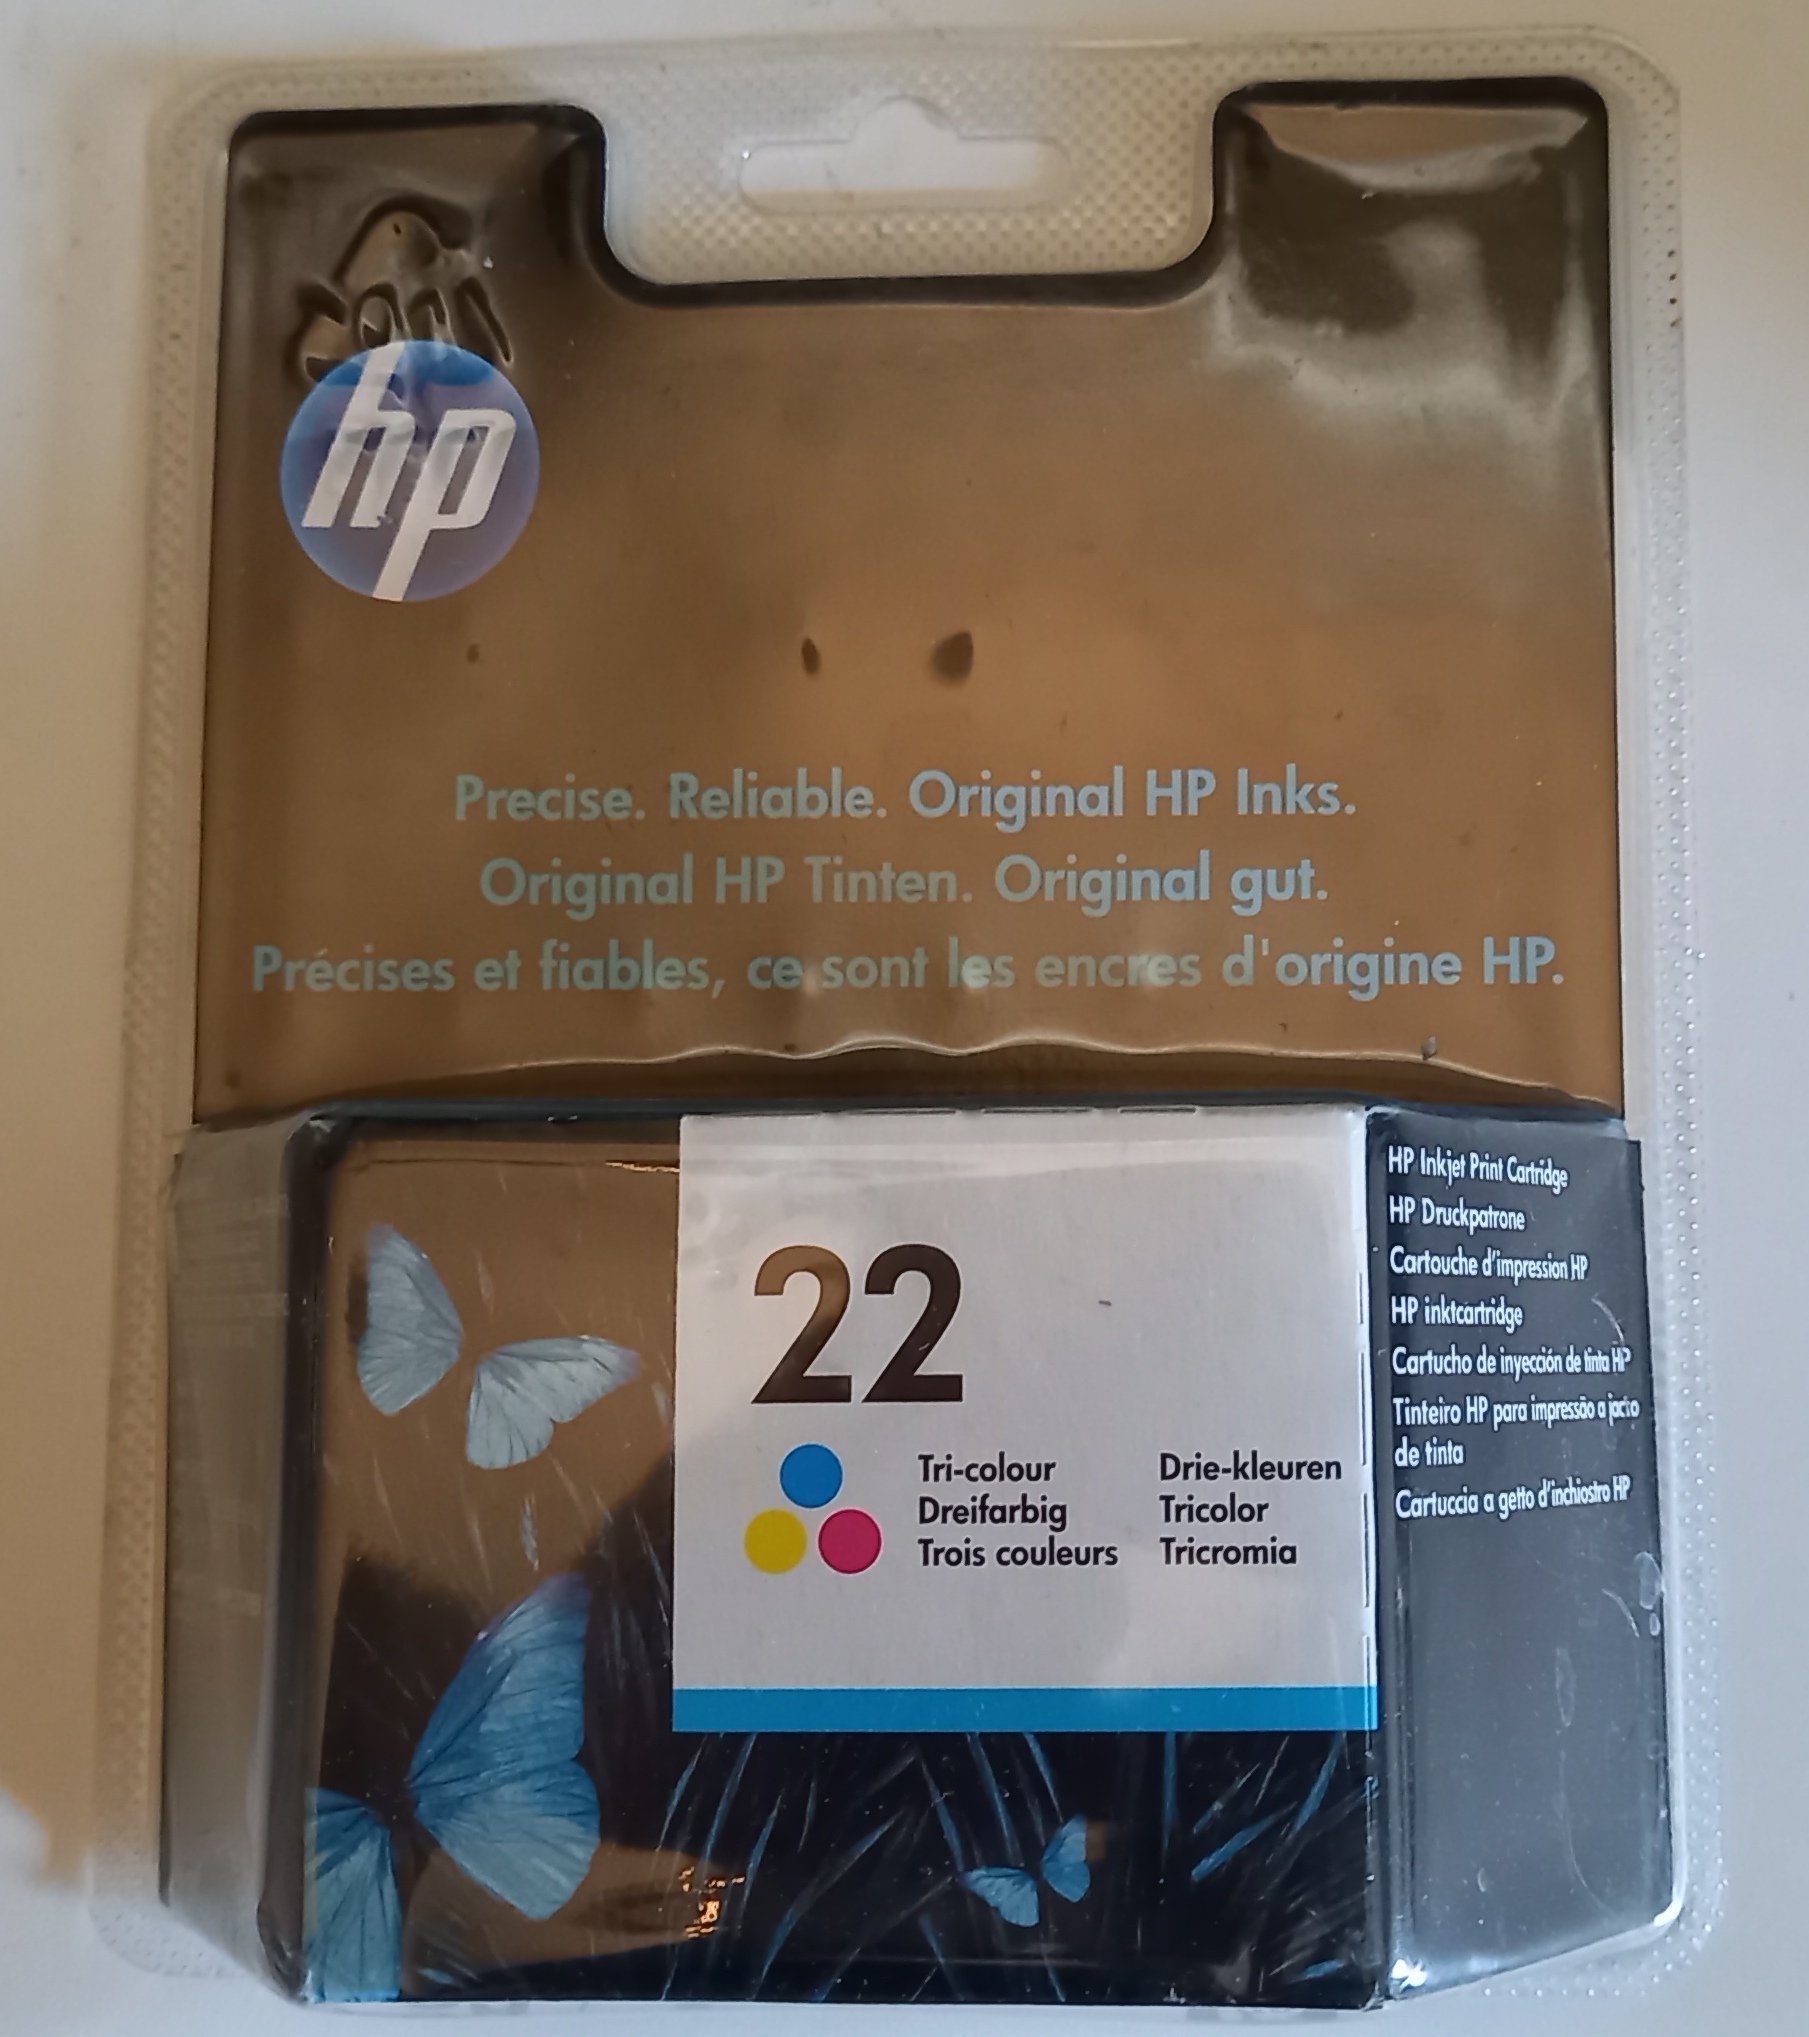 hp
Precise. Reliable. Original HP Inks.
Original HP Tinten. Original gut.
Précises et fiables, ce sont les encres d'origine HP.
22
Tri-colour
Dreifarbig
Trois couleurs
Drie-kleuren
Tricolor
Tricromia
HP Inkjet Print Cartridge
HP Druckpatrone
Cartouche d'impression HP
HP inktcartridge
Cartucho de inyección de tinta HP
Tinteiro HP para impressão a jacto
de tinta
Cartuccia a getto d'inchiostro HP